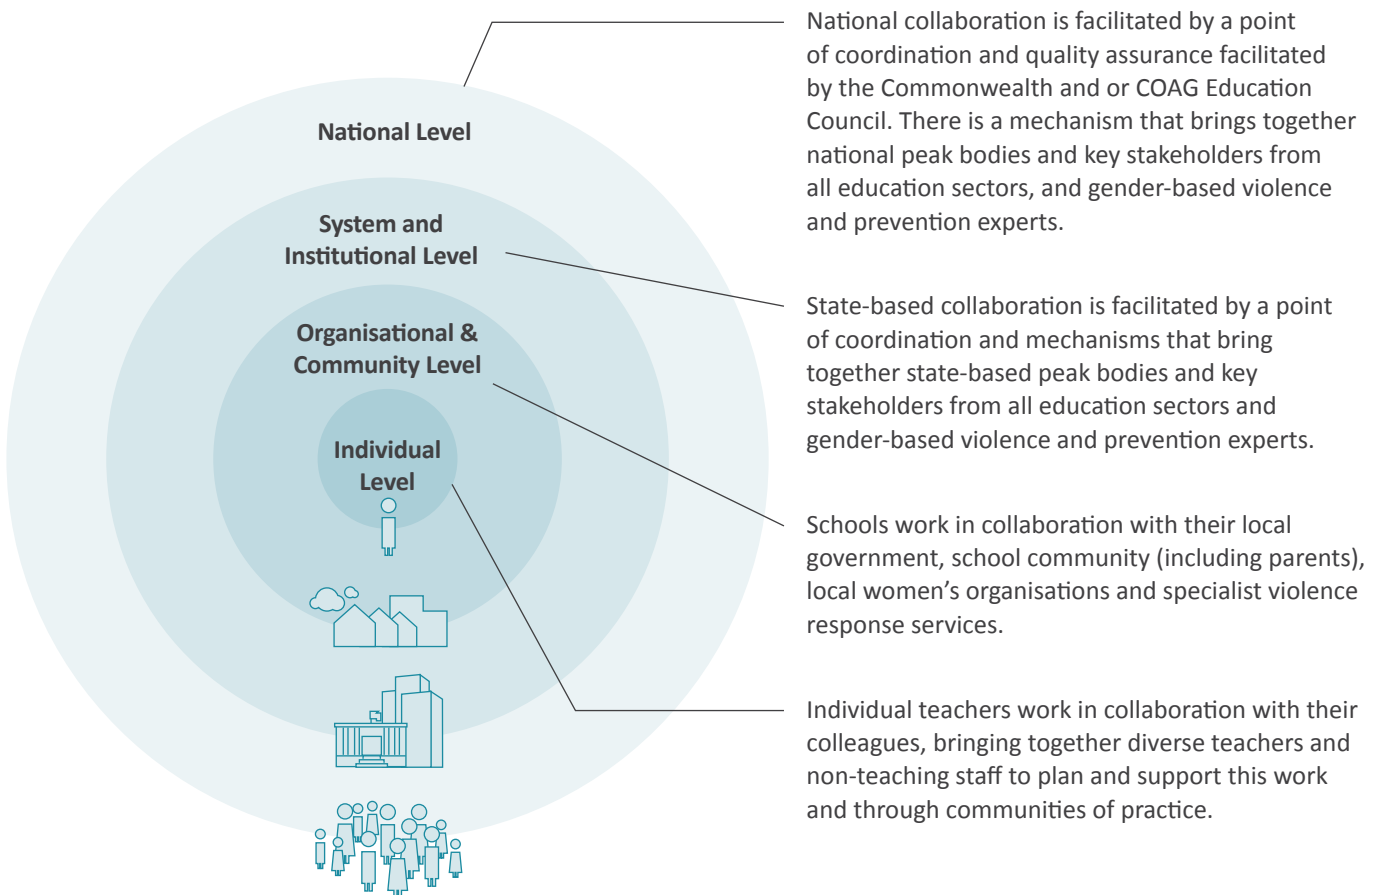 National Level
System and
Institutional Level
Organisational &
Community Level
Individual
Level
National collaboration is facilitated by a point
of coordination and quality assurance facilitated
by the Commonwealth and or COAG Education
Council. There is a mechanism that brings together
national peak bodies and key stakeholders from
all education sectors, and gender-based violence
and prevention experts.
State-based collaboration is facilitated by a point
of coordination and mechanisms that bring
together state-based peak bodies and key
stakeholders from all education sectors and
gender-based violence and prevention experts.
Schools work in collaboration with their local
government, school community (including parents),
local women’s organisations and specialist violence
response services.
Individual teachers work in collaboration with their
colleagues, bringing together diverse teachers and
non-teaching staff to plan and support this work
and through communities of practice.